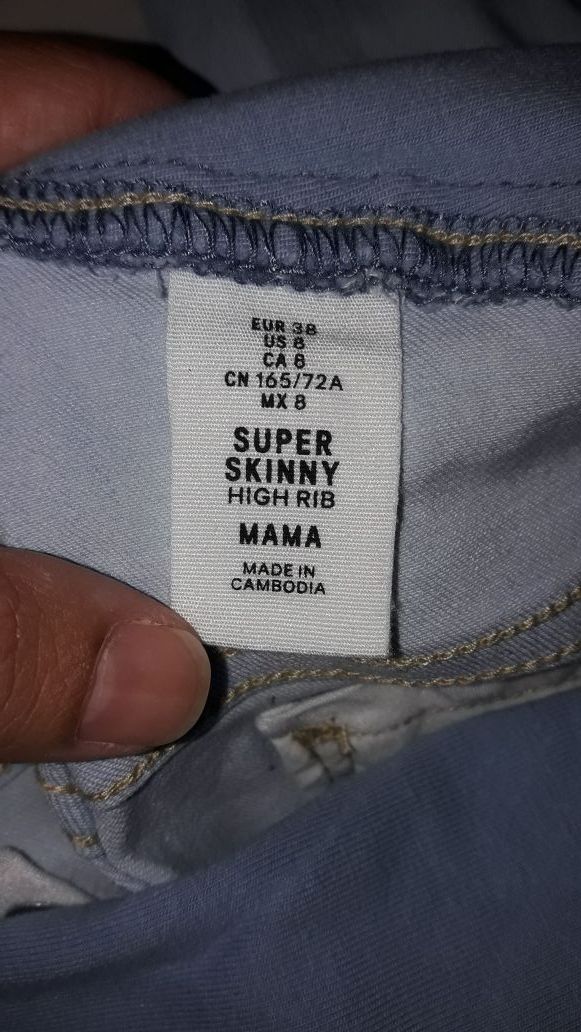 EUR 38
US 8
CA 8
CN 165/72A
MX 8
SUPER
SKINNY
HIGH RIB
MAMA
MADE IN
CAMBODIA